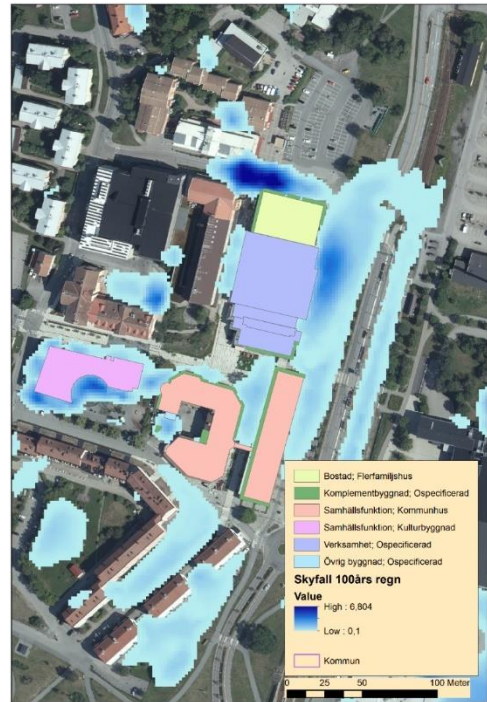 Bostad; Flerfamiljshus
Komplementbyggnad; Ospecificerad
Samhällsfunktion; Kommunhus
Samhällsfunktion; Kulturbyggnad
Verksamhet; Ospecificerad
Övrig byggnad; Ospecificerad
Skyfall 100års regn
Value
High : 6,804
Low : 0,1
Kommun
0 25 50 100 Meter